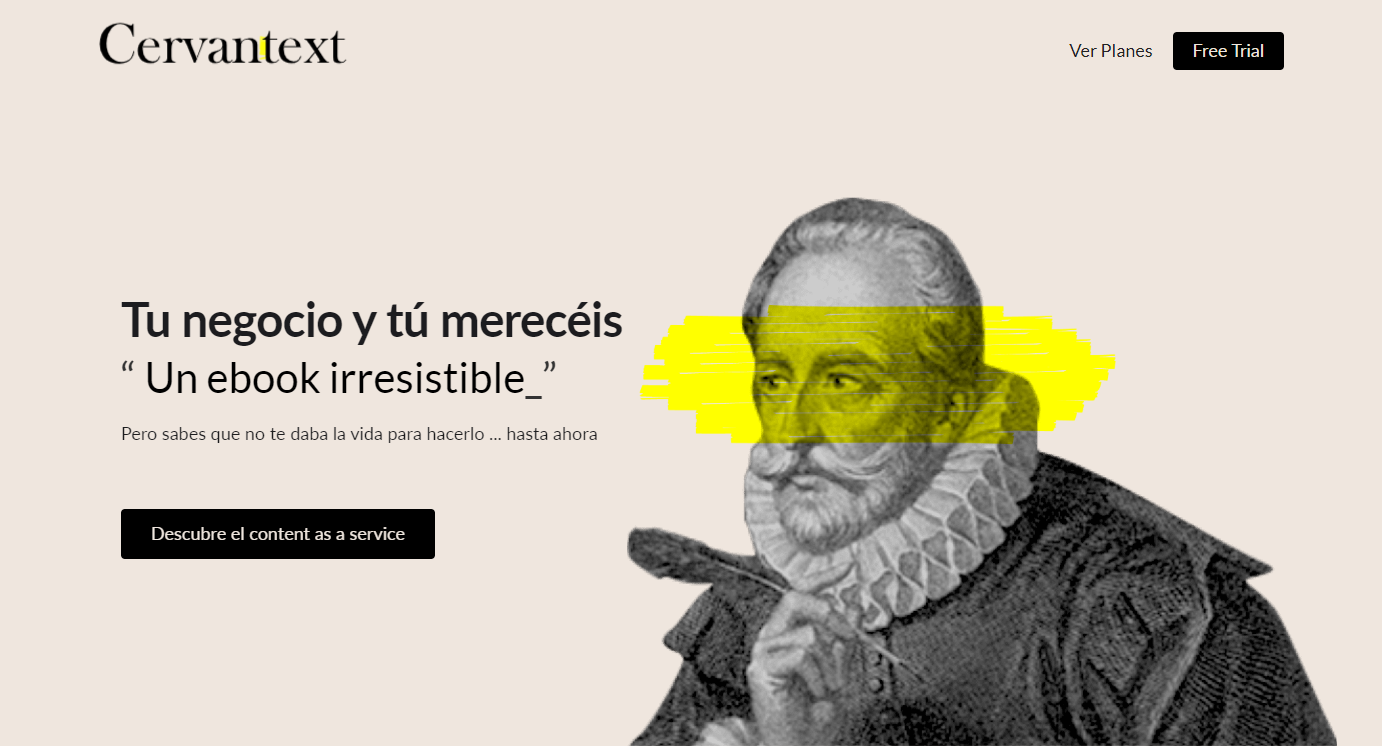 Cervantext
Ver Planes
Free Trial
Tu negocio y tú merecéis
“ Un ebook irresistible_”
Pero sabes que no te daba la vida para hacerlo ... hasta ahora
Descubre el content as a service